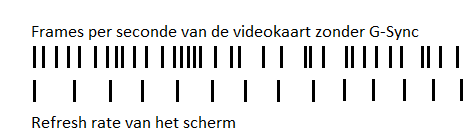 Frames per seconde van de videokaart zonder G-Sync
Refresh rate van het scherm